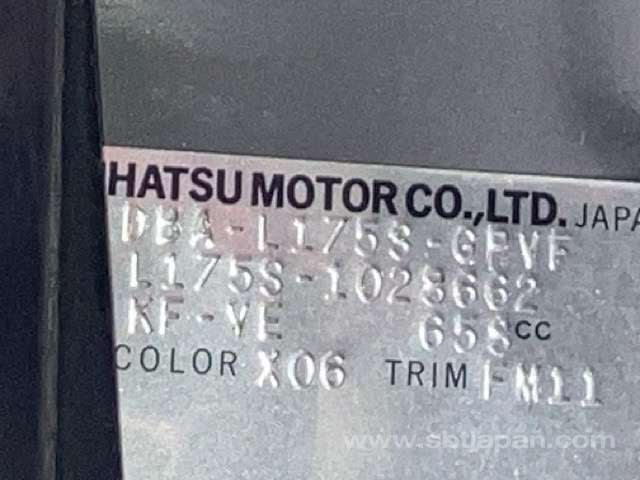 HATSU MOTOR CO.,LTD. JAPA
DBA-L175S-GPVF
L175S-1028662
KF-VE 658cc
COLOR X06 TRIM FM11
www.sbtjapan.com